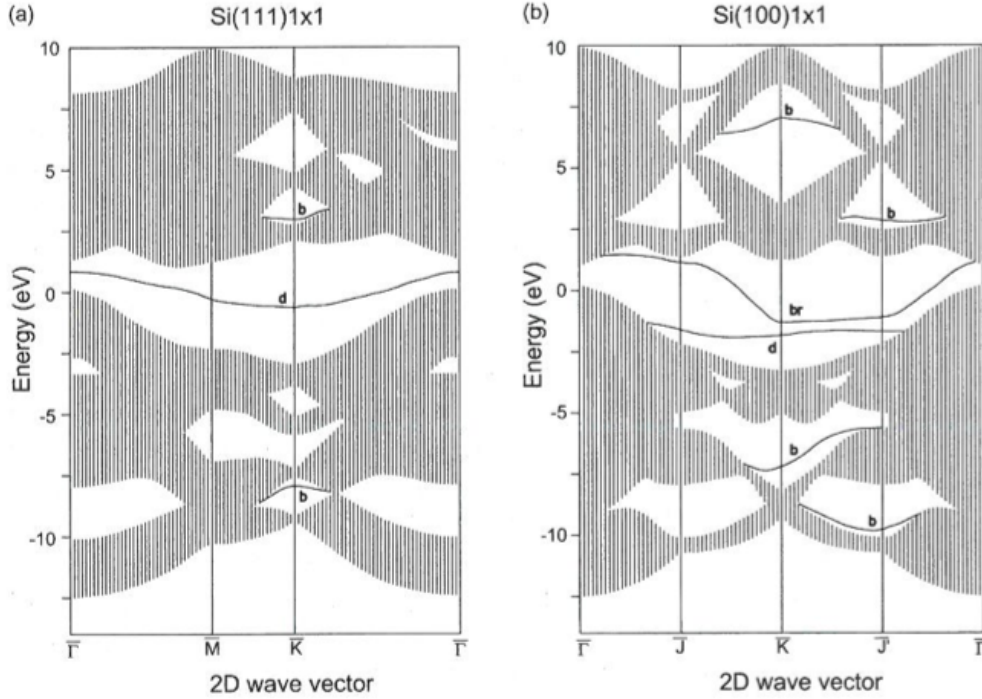 (a)
Si(111)1x1
10
5
0
-5
-10
Energy (eV)
b
d
b
Γ̅
M̅
K̅
Γ̅
2D wave vector
(b)
Si(100)1x1
10
5
0
-5
-10
Energy (eV)
b
b
br
d
b
b
Γ̅
J̅
K̅
J̅'
Γ̅
2D wave vector